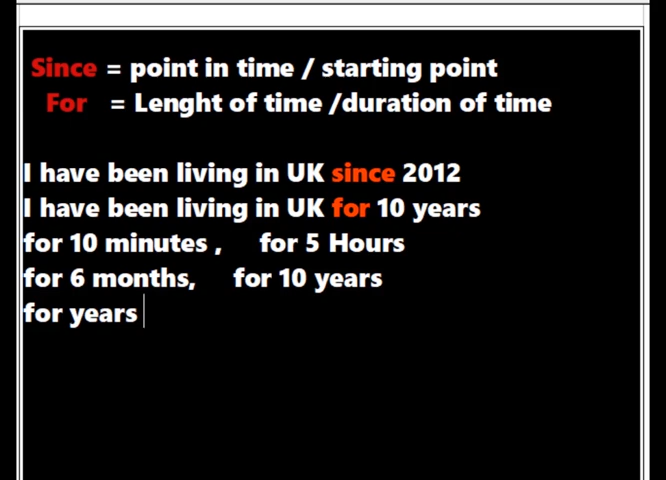 Since = point in time / starting point
For = Lenght of time /duration of time
I have been living in UK since 2012
I have been living in UK for 10 years
for 10 minutes , for 5 Hours
for 6 months, for 10 years
for years